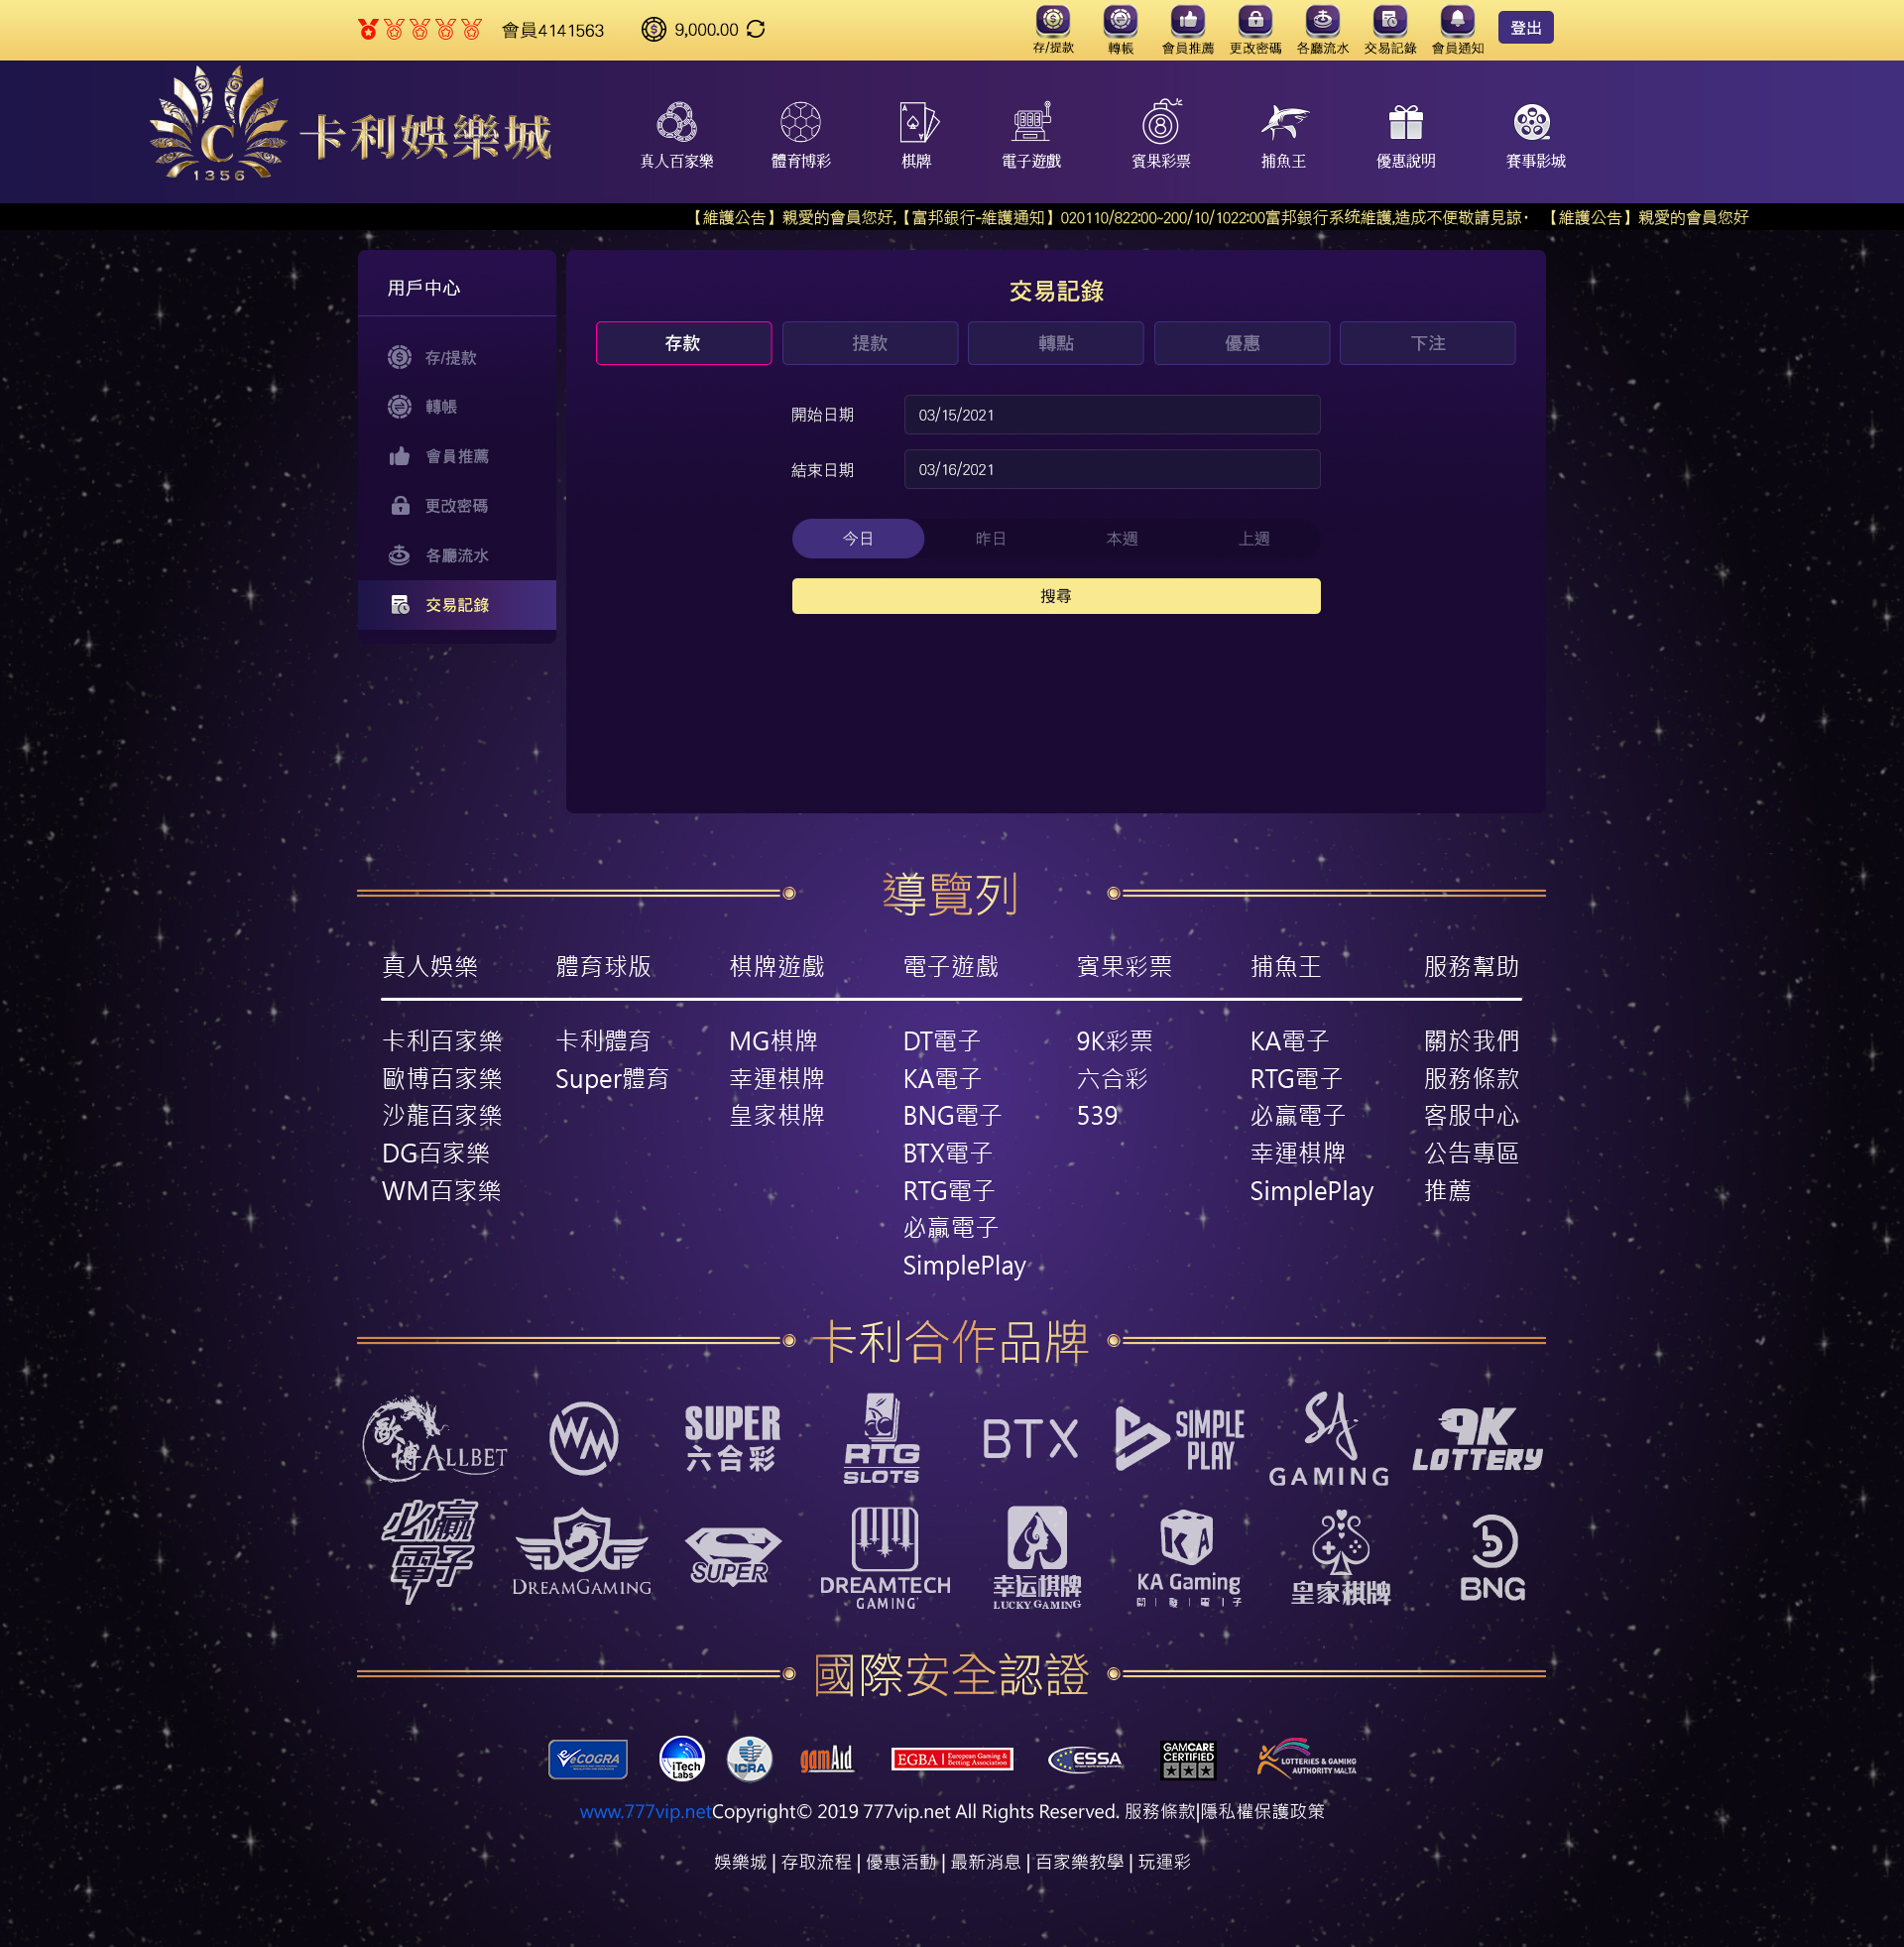 會員4141563 9,000.00
存/提款 轉帳 會員推薦 更改密碼 各廳流水 交易記錄 會員通知 登出
C
1356
卡利娛樂城
真人百家樂 體育博彩 棋牌 電子遊戲 賓果彩票 捕魚王 優惠說明 賽事影城
【維護公告】親愛的會員您好,【富邦銀行-維護通知】020110/822:00~200/10/1022:00富邦銀行系统維護,造成不便敬請見諒· 【維護公告】親愛的會員您好
用戶中心
存/提款
轉帳
會員推薦
更改密碼
各廳流水
交易記錄
交易記錄
存款 提款 轉點 優惠 下注
開始日期 03/15/2021
結束日期 03/16/2021
今日 昨日 本週 上週
搜尋
導覽列
真人娛樂 體育球版 棋牌遊戲 電子遊戲 賓果彩票 捕魚王 服務幫助
卡利百家樂 卡利體育 MG棋牌 DT電子 9K彩票 KA電子 關於我們
歐博百家樂 Super體育 幸運棋牌 KA電子 六合彩 RTG電子 服務條款
沙龍百家樂 皇家棋牌 BNG電子 539 必贏電子 客服中心
DG百家樂 BTX電子 幸運棋牌 公告專區
WM百家樂 RTG電子 SimplePlay 推薦
必贏電子
SimplePlay
卡利合作品牌
歐博 ALLBET WM SUPER 六合彩 RTG SLOTS BTX SIMPLE PLAY SA GAMING 9K LOTTERY
必贏電子 DG DREAMGAMING SUPER DREAMTECH GAMING 幸运棋牌 LUCKY GAMING KA KA Gaming 皇家棋牌 BNG
國際安全認證
eCOGRA iTech Labs ICRA gamAid EGBA European Gaming & Betting Association ESSA GAMCARE CERTIFIED LOTTERIES & GAMING AUTHORITY MALTA
www.777vip.netCopyright© 2019 777vip.net All Rights Reserved. 服務條款|隱私權保護政策
娛樂城 | 存取流程 | 優惠活動 | 最新消息 | 百家樂教學 | 玩運彩